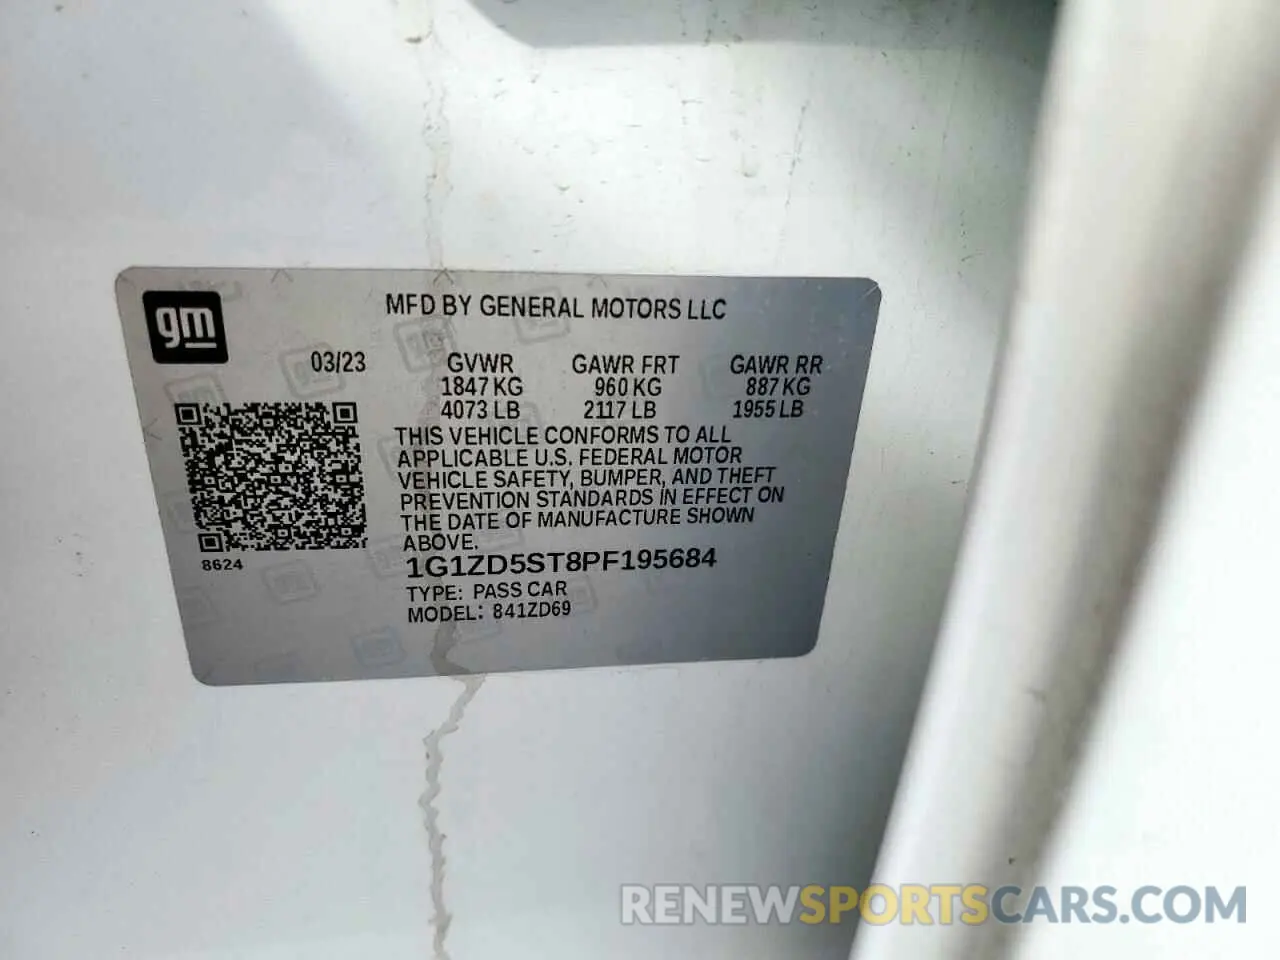 gm
MFD BY GENERAL MOTORS LLC
03/23 GVWR GAWR FRT GAWR RR
1847 KG 960 KG 887 KG
4073 LB 2117 LB 1955 LB
THIS VEHICLE CONFORMS TO ALL
APPLICABLE U.S. FEDERAL MOTOR
VEHICLE SAFETY, BUMPER, AND THEFT
PREVENTION STANDARDS IN EFFECT ON
THE DATE OF MANUFACTURE SHOWN
ABOVE.
8624
1G1ZD5ST8PF195684
TYPE: PASS CAR
MODEL: 841ZD69
RENEWSPORTSCARS.COM